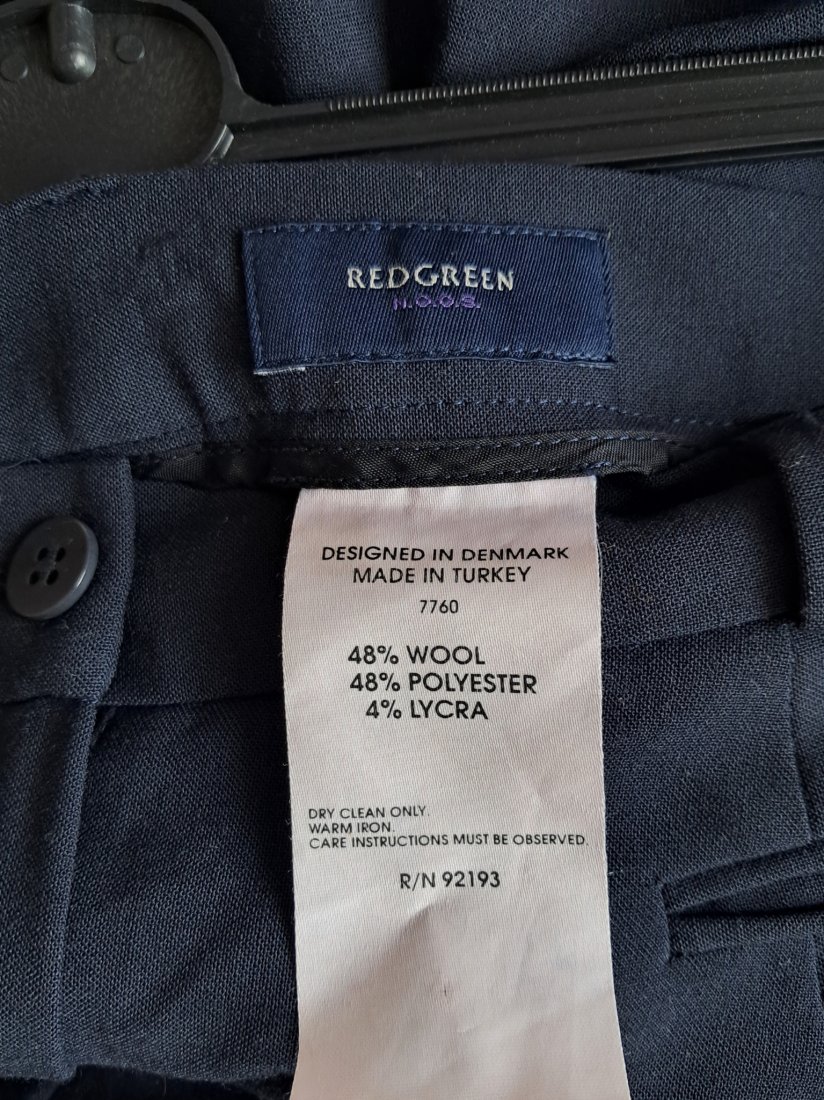 REDGREEN
N.O.O.S.
DESIGNED IN DENMARK
MADE IN TURKEY
7760
48% WOOL
48% POLYESTER
4% LYCRA
DRY CLEAN ONLY.
WARM IRON.
CARE INSTRUCTIONS MUST BE OBSERVED.
R/N 92193